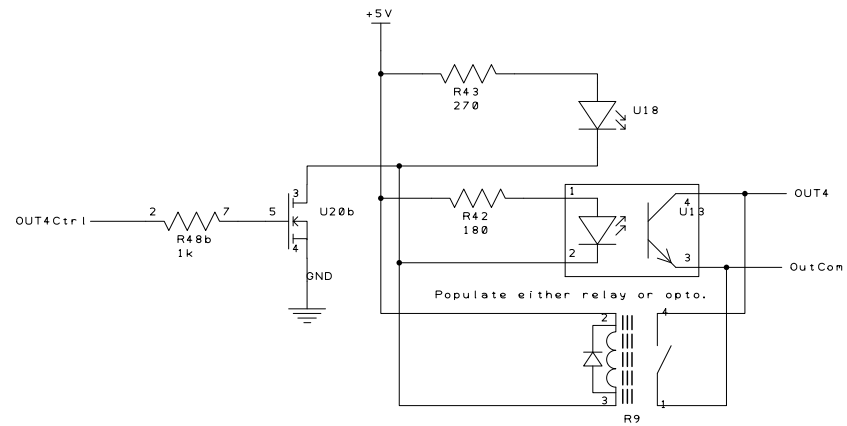 +5V
R43
270
U18
3
U20b
5
4
GND
OUT4Ctrl
2
7
R48b
1k
1
R42
180
2
4
U13
3
OUT4
OutCom
Populate either relay or opto.
2
3
4
1
R9